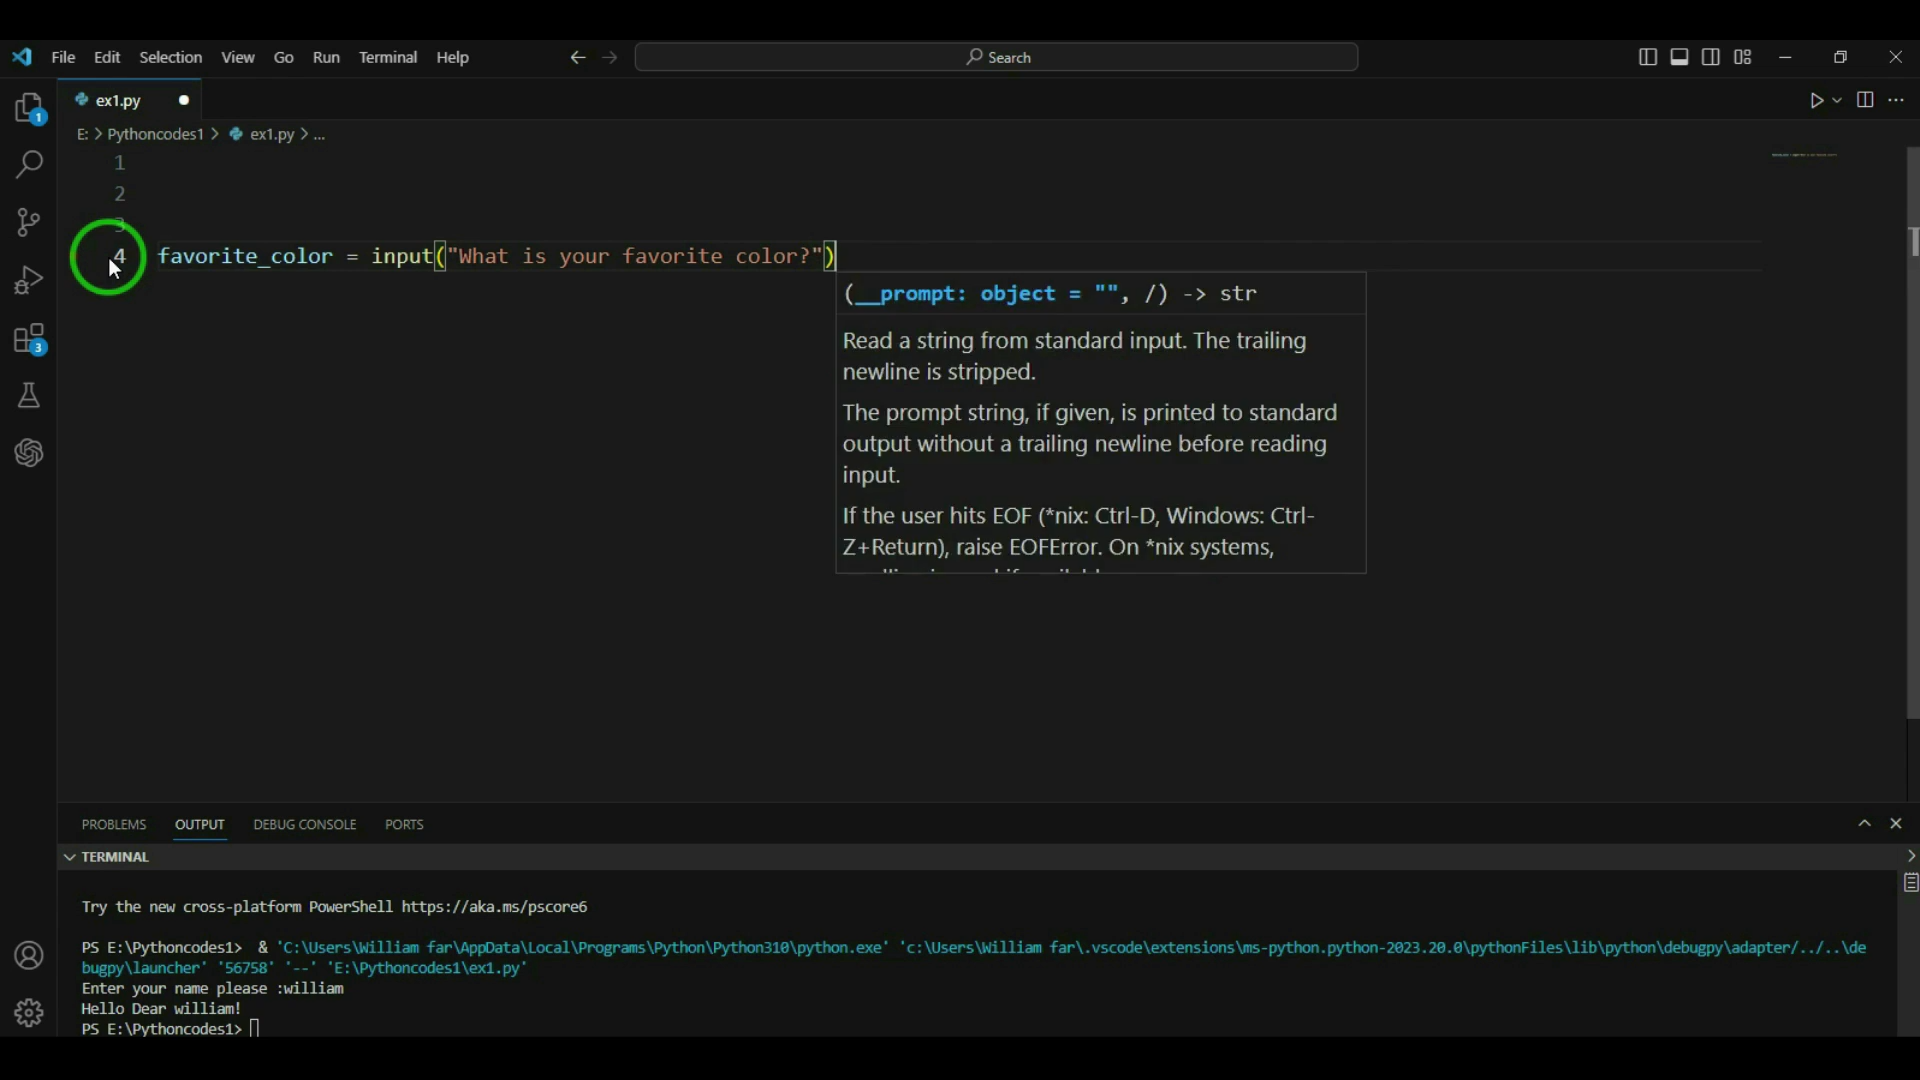 File Edit Selection View Go Run Terminal Help Search
ex1.py
E: > Pythoncodes1 > ex1.py > ...
1
1
2
3
4 favorite_color = input("What is your favorite color?")
(__prompt: object = "", /) -> str
Read a string from standard input. The trailing
newline is stripped.
The prompt string, if given, is printed to standard
output without a trailing newline before reading
input.
If the user hits EOF (*nix: Ctrl-D, Windows: Ctrl-
Z+Return), raise EOFError. On *nix systems,
3
PROBLEMS OUTPUT DEBUG CONSOLE PORTS
TERMINAL
Try the new cross-platform PowerShell https://aka.ms/pscore6
PS E:\Pythoncodes1> & 'C:\Users\William far\AppData\Local\Programs\Python\Python310\python.exe' 'c:\Users\William far\.vscode\extensions\ms-python.python-2023.20.0\pythonFiles\lib\python\debugpy\adapter/../..\de
bugpy\launcher' '56758' '--' 'E:\Pythoncodes1\ex1.py'
Enter your name please :william
Hello Dear william!
PS E:\Pythoncodes1>